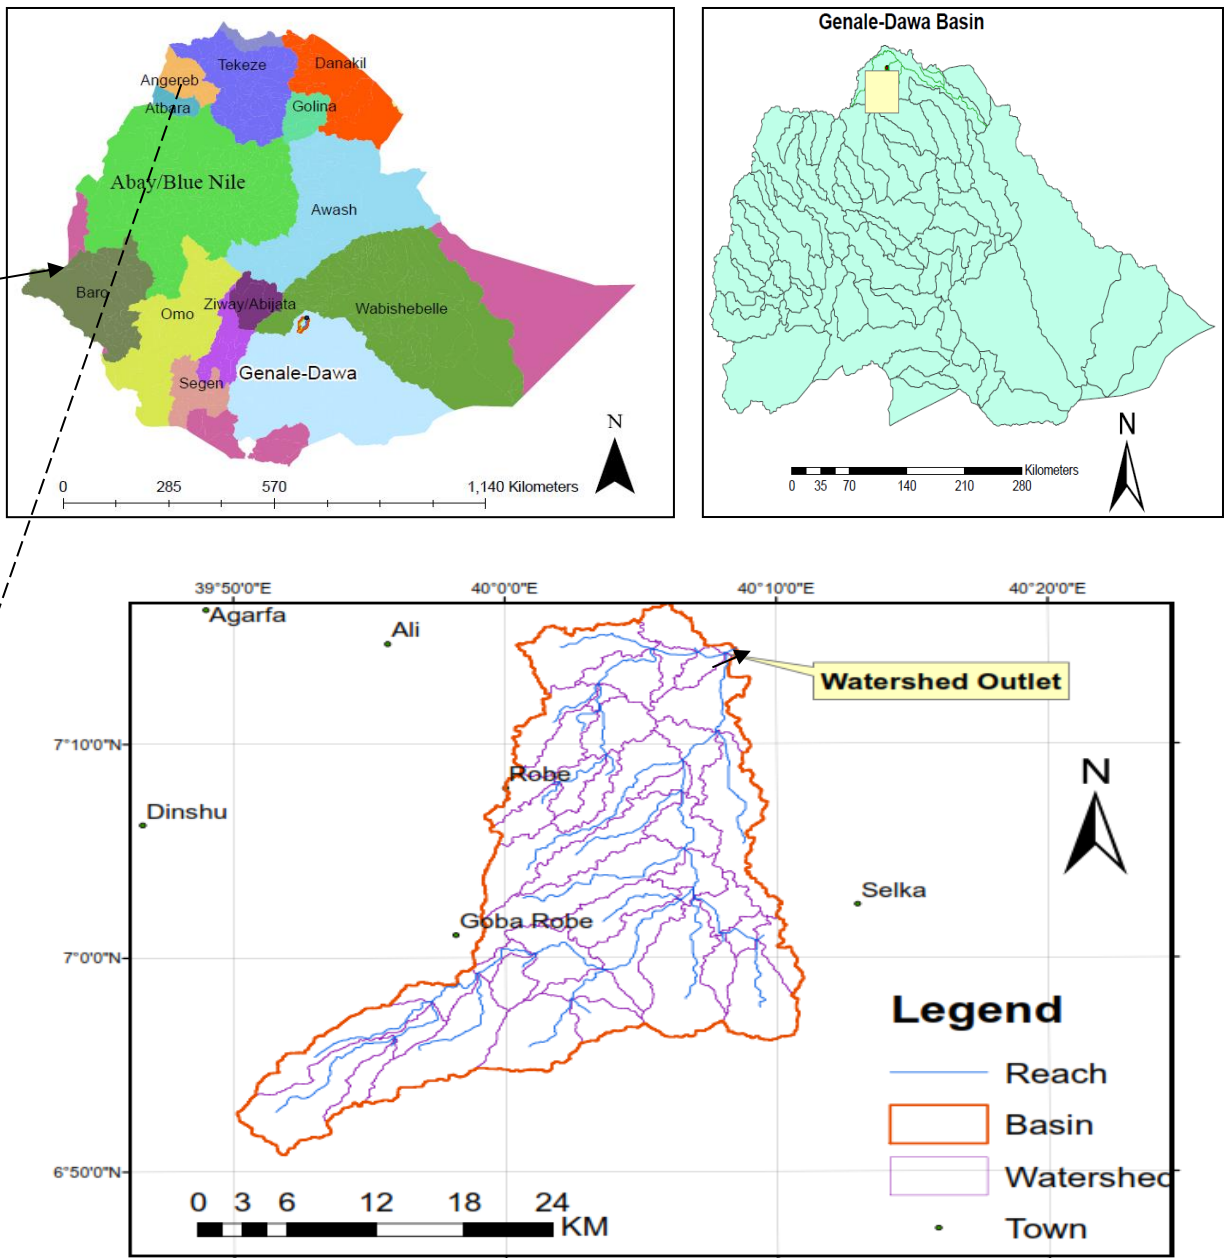 Tekeze
Danakil
Angereb
Atbara
Golina
Abay/Blue Nile
Awash
Baro
Ziway/Abijata
Omo
Wabishebelle
Genale-Dawa
Segen
N
0 285 570 1,140 Kilometers
Genale-Dawa Basin
N
Kilometers
0 35 70 140 210 280
39°50'0"E 40°0'0"E 40°10'0"E 40°20'0"E
Agarfa
Ali
Watershed Outlet
7°10'0"N
Robe
N
Dinshu
Selka
Goba Robe
7°0'0"N
Legend
Reach
Basin
Watershed
Town
6°50'0"N
0 3 6 12 18 24
KM